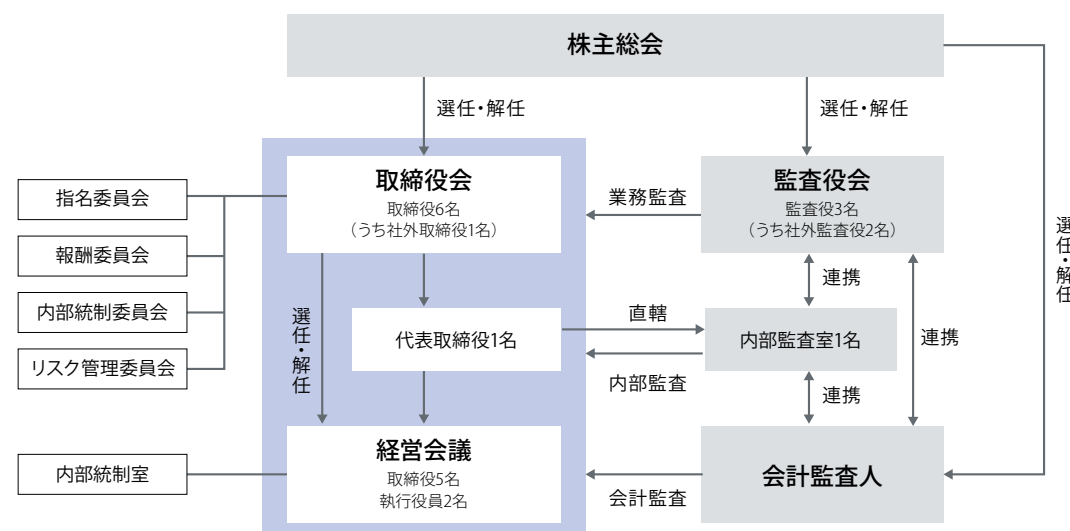 株主総会
選任・解任
選任・解任
取締役会
取締役6名
（うち社外取締役1名）
業務監査
監査役会
監査役3名
（うち社外監査役2名）
選任・解任
指名委員会
報酬委員会
内部統制委員会
リスク管理委員会
選任・解任
代表取締役1名
直轄
内部監査
連携
内部監査室1名
連携
連携
経営会議
取締役5名
執行役員2名
会計監査
会計監査人
内部統制室